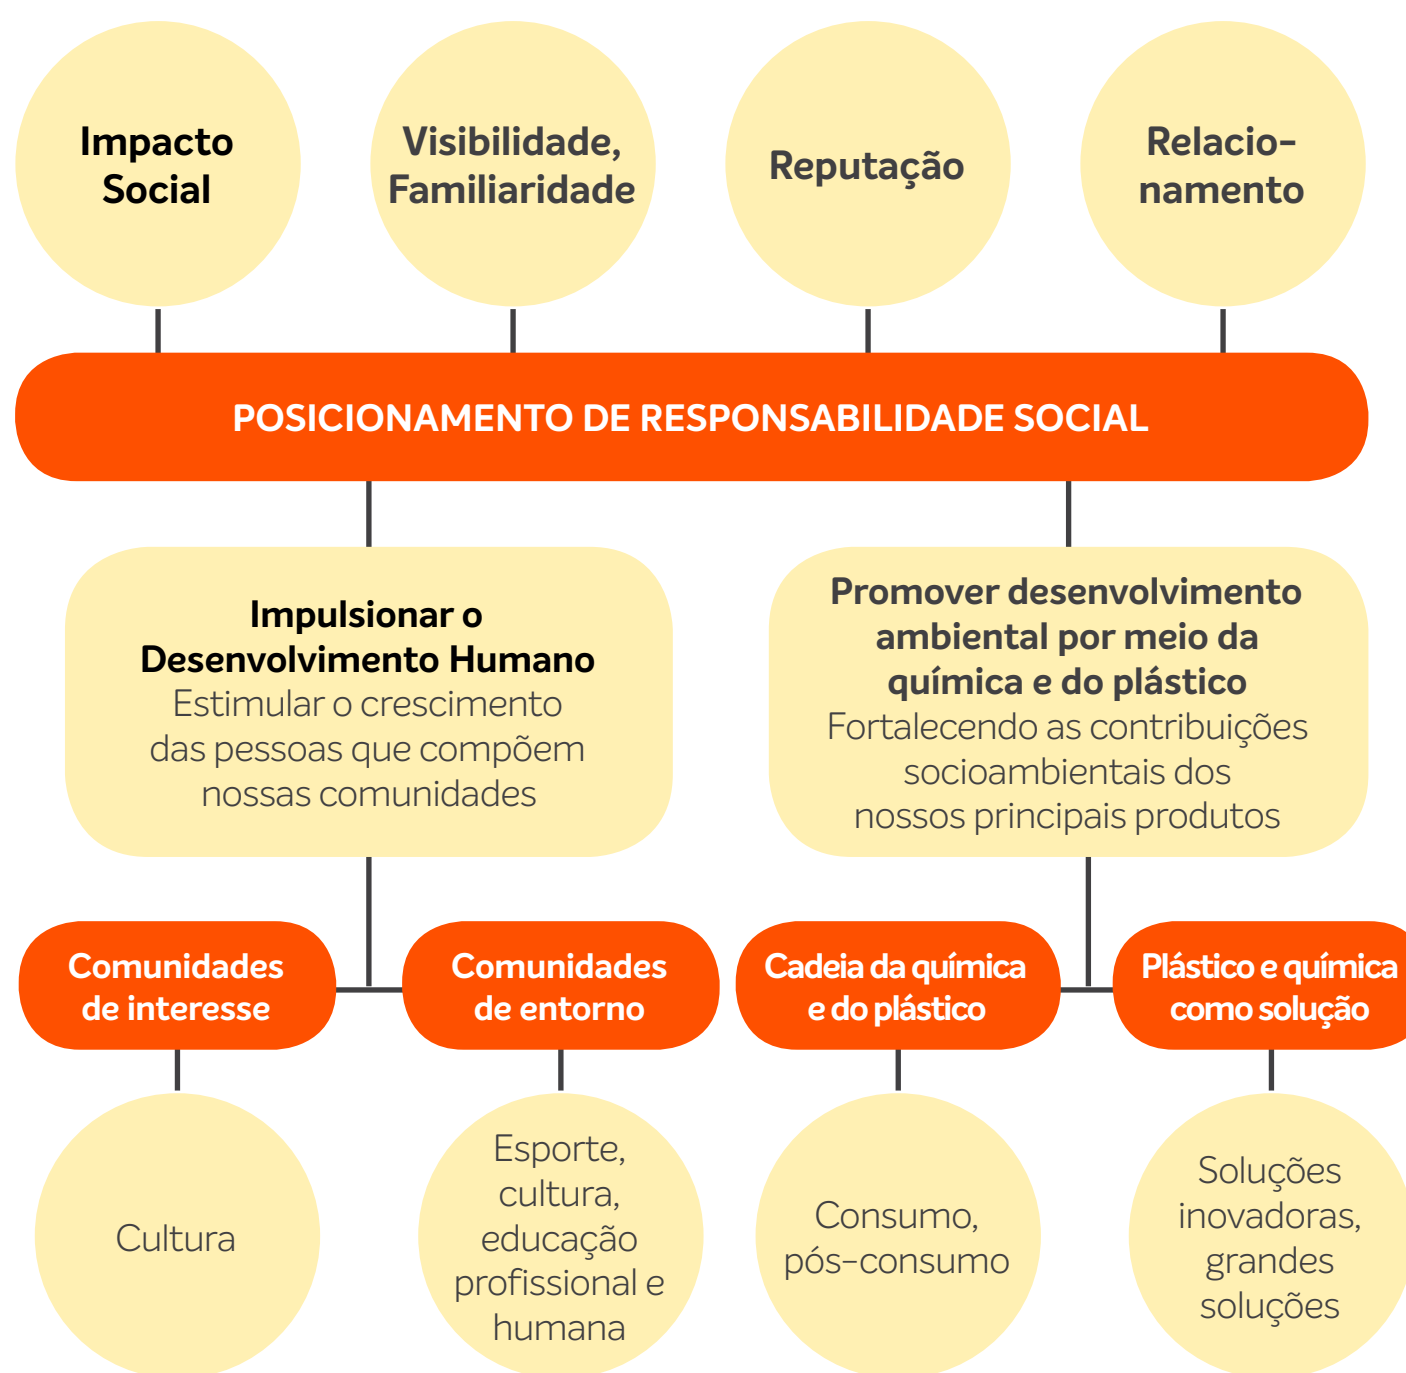 Impacto
Social
Visibilidade,
Familiaridade
Reputação
Relacio-
namento
POSICIONAMENTO DE RESPONSABILIDADE SOCIAL
Impulsionar o
Desenvolvimento Humano
Estimular o crescimento
das pessoas que compõem
nossas comunidades
Promover desenvolvimento
ambiental por meio da
química e do plástico
Fortalecendo as contribuições
socioambientais dos
nossos principais produtos
Comunidades
de interesse
Comunidades
de entorno
Cadeia da química
e do plástico
Plástico e química
como solução
Cultura
Esporte,
cultura,
educação
profissional e
humana
Consumo,
pós-consumo
Soluções
inovadoras,
grandes
soluções